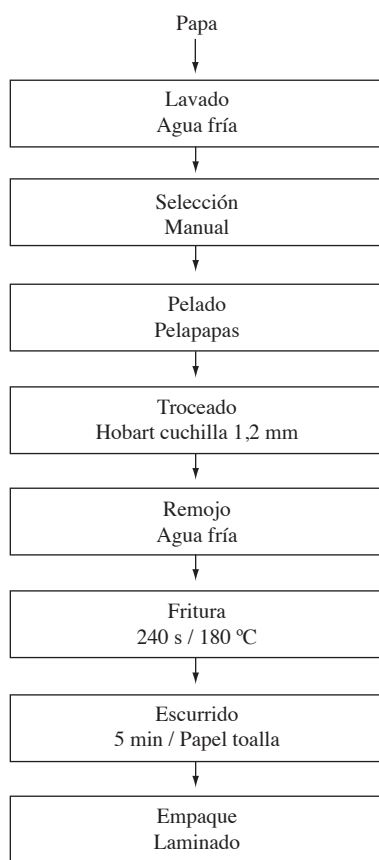 Papa
Lavado
Agua fría
Selección
Manual
Pelado
Pelapapas
Troceado
Hobart cuchilla 1,2 mm
Remojo
Agua fría
Fritura
240 s / 180 ºC
Escurrido
5 min / Papel toalla
Empaque
Laminado